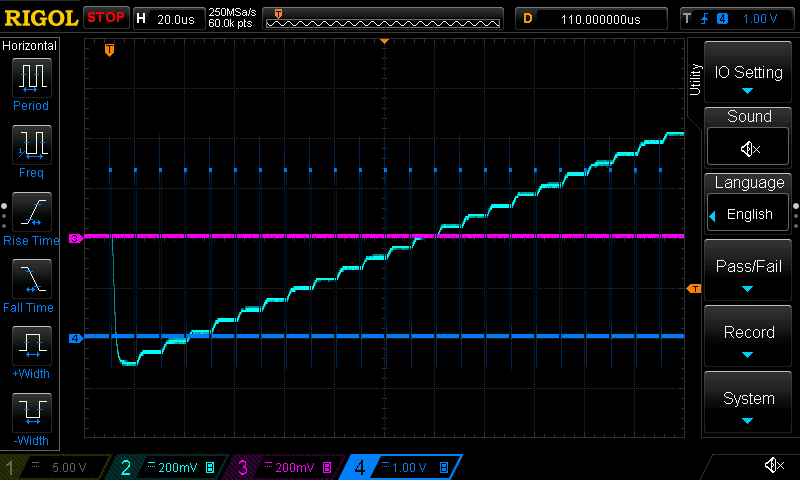 RIGOL STOP H 20.0us 250MSa/s 60.0k pts T D 110.000000us T 4 1.00 V
Horizontal
T
Period
Freq
Rise Time
Fall Time
+Width
-Width
3
4
T
Utility
IO Setting
Sound
Language
English
Pass/Fail
Record
System
1 5.00 V 2 200mV B 3 200mV B 4 1.00 V B